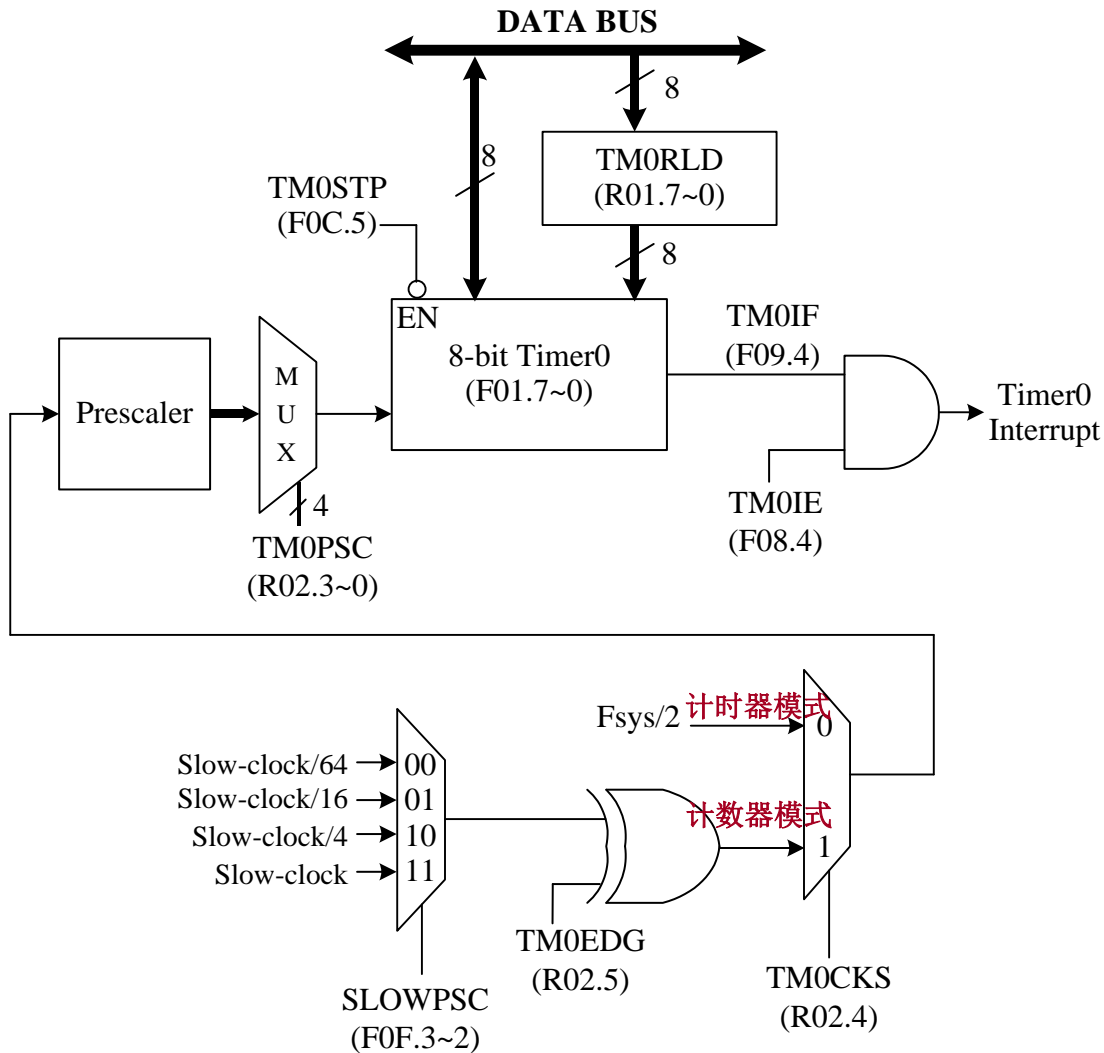 DATA BUS
8
8
TM0RLD
(R01.7~0)
TM0STP
(F0C.5)
8
EN
8-bit Timer0
(F01.7~0)
TM0IF
(F09.4)
Prescaler
M
U
X
Timer0
Interrupt
4
TM0PSC
(R02.3~0)
TM0IE
(F08.4)
Fsys/2
计时器模式
0
Slow-clock/64
00
Slow-clock/16
01
Slow-clock/4
10
Slow-clock
11
计数器模式
1
TM0EDG
(R02.5)
TM0CKS
(R02.4)
SLOWPSC
(F0F.3~2)